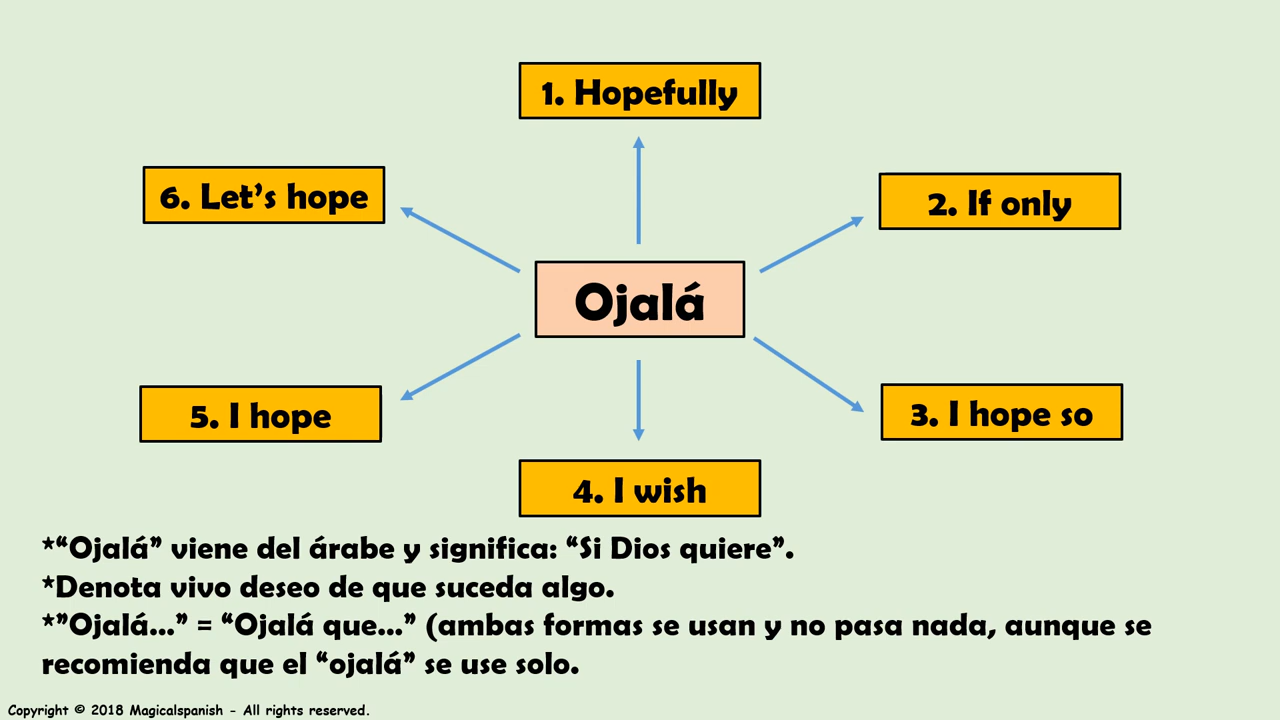 1. Hopefully
6. Let’s hope
2. If only
Ojalá
5. I hope
3. I hope so
4. I wish
*“Ojalá” viene del árabe y significa: “Si Dios quiere”.
*Denota vivo deseo de que suceda algo.
*”Ojalá...” = “Ojalá que...” (ambas formas se usan y no pasa nada, aunque se
recomienda que el “ojalá” se use solo.
Copyright © 2018 Magicalspanish - All rights reserved.